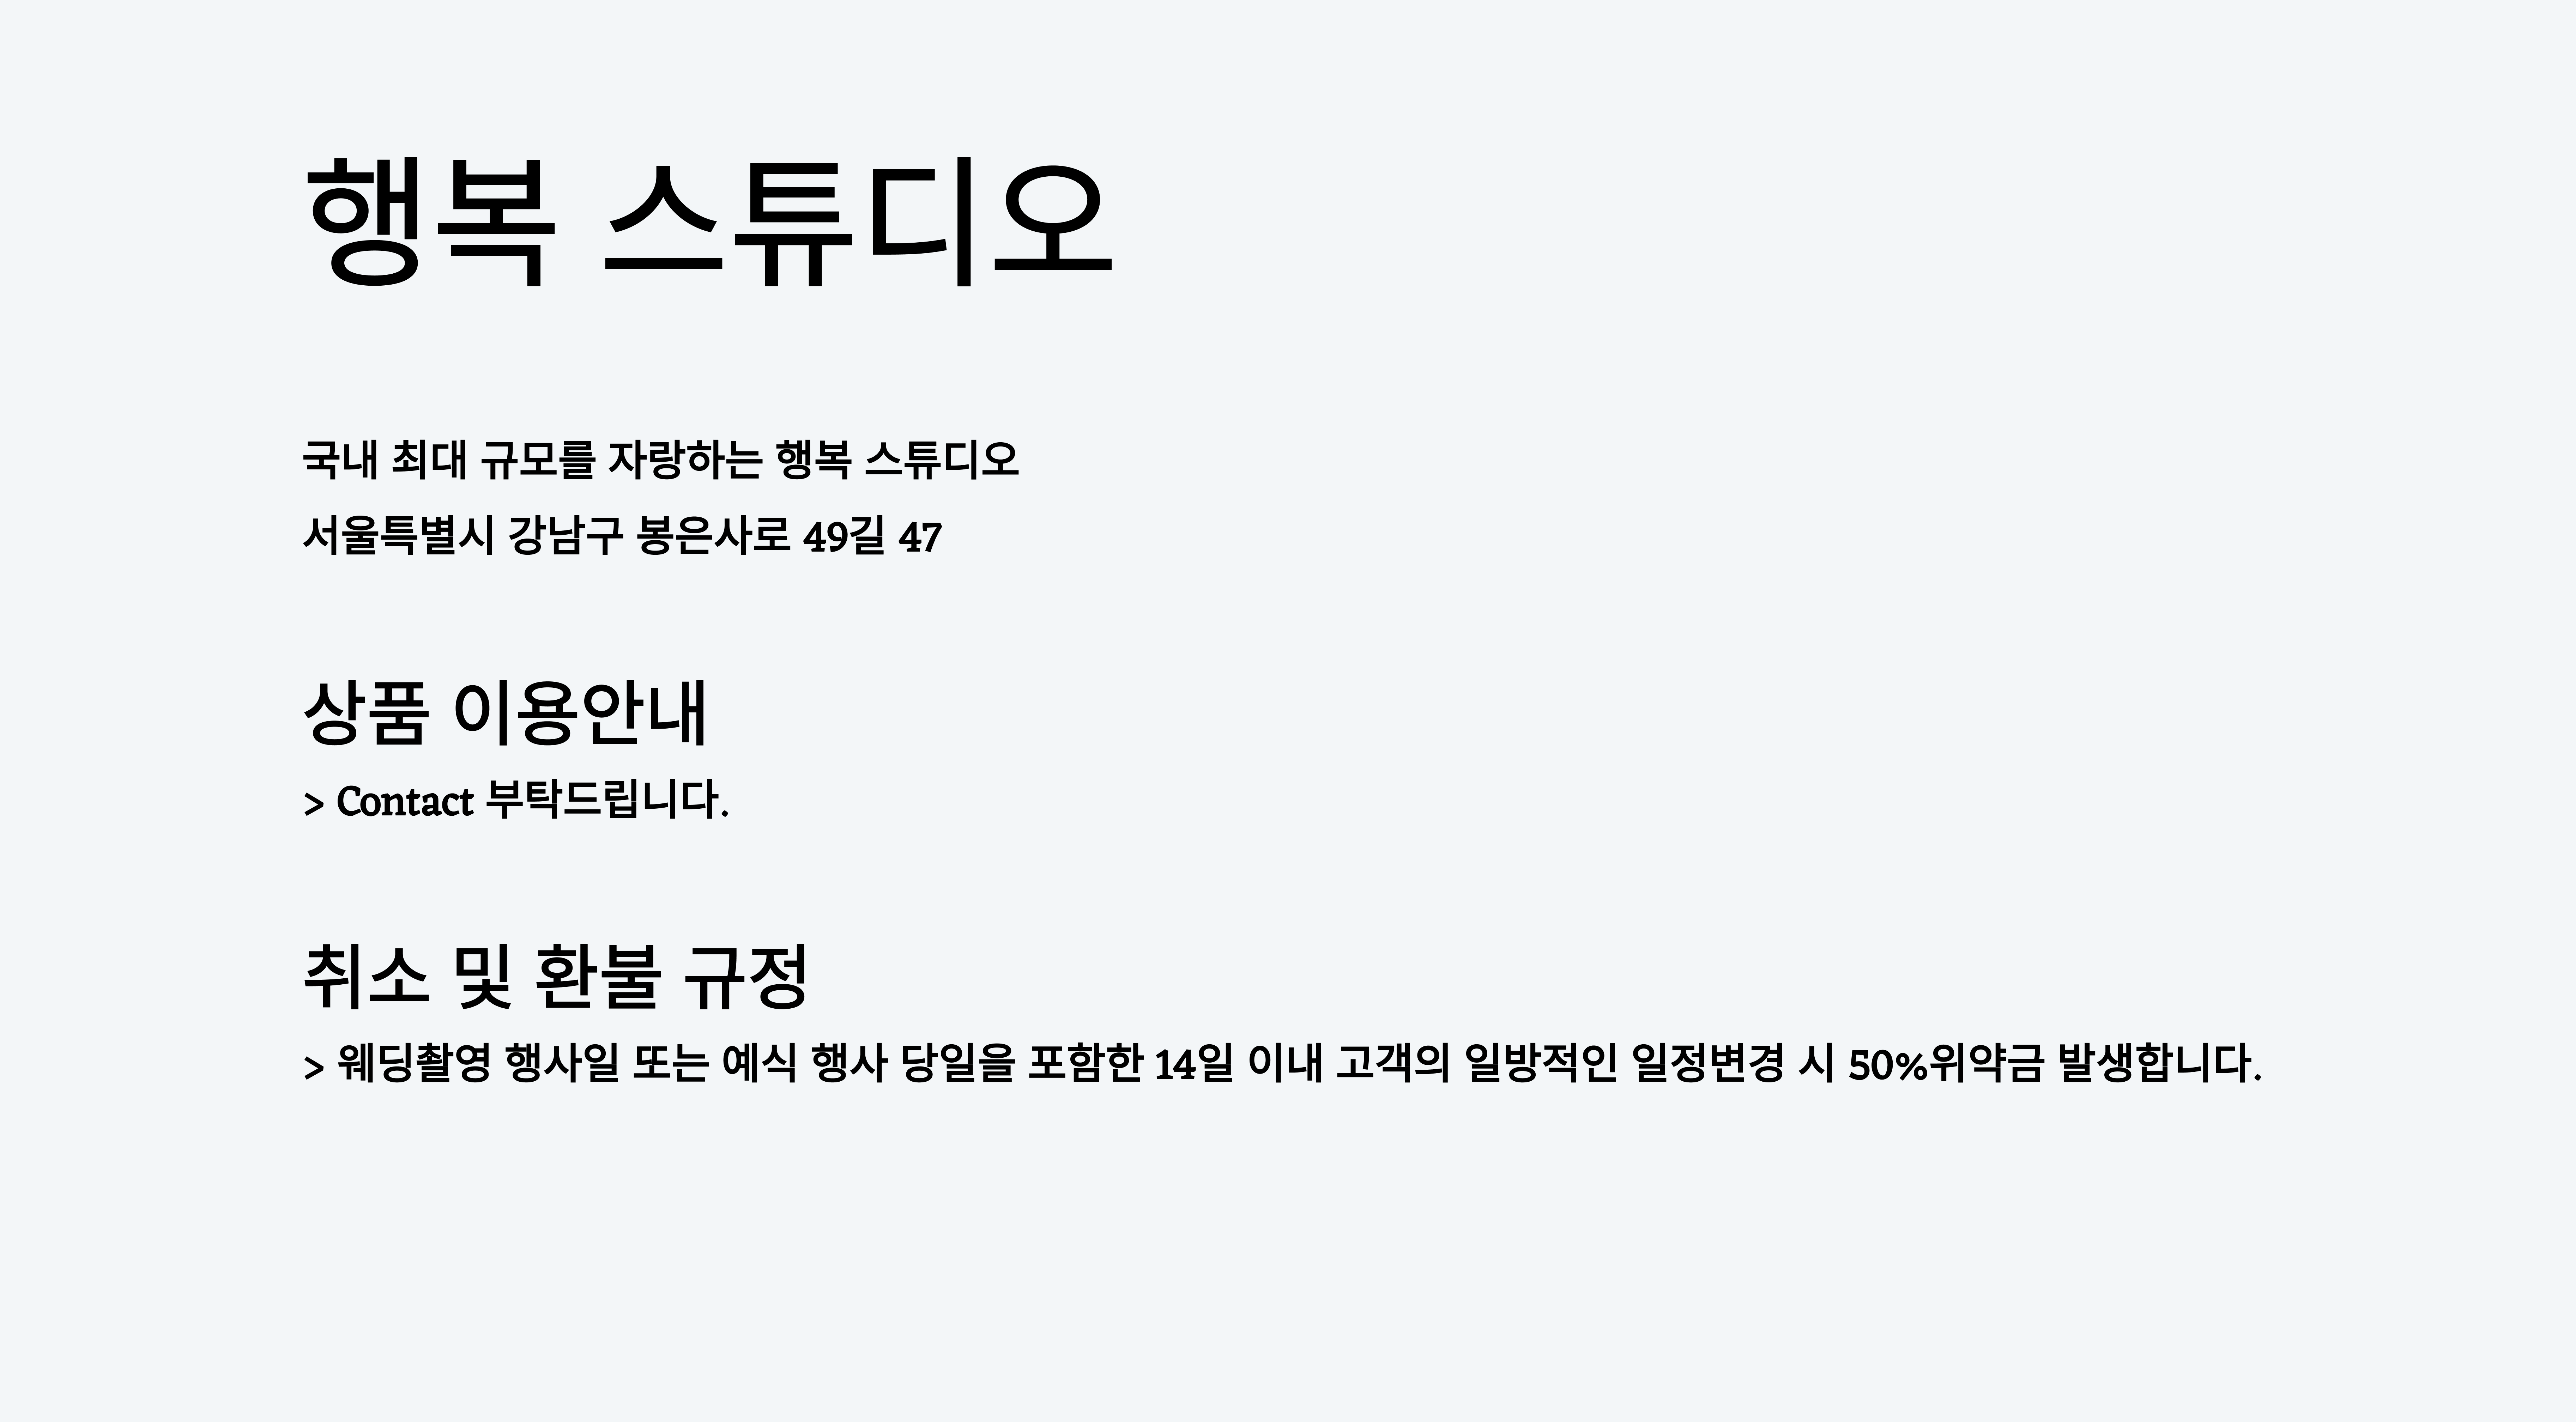 행복 스튜디오
국내 최대 규모를 자랑하는 행복 스튜디오
서울특별시 강남구 봉은사로 49길 47
상품 이용안내
> Contact 부탁드립니다.
취소 및 환불 규정
> 웨딩촬영 행사일 또는 예식 행사 당일을 포함한 14일 이내 고객의 일방적인 일정변경 시 50%위약금 발생합니다.